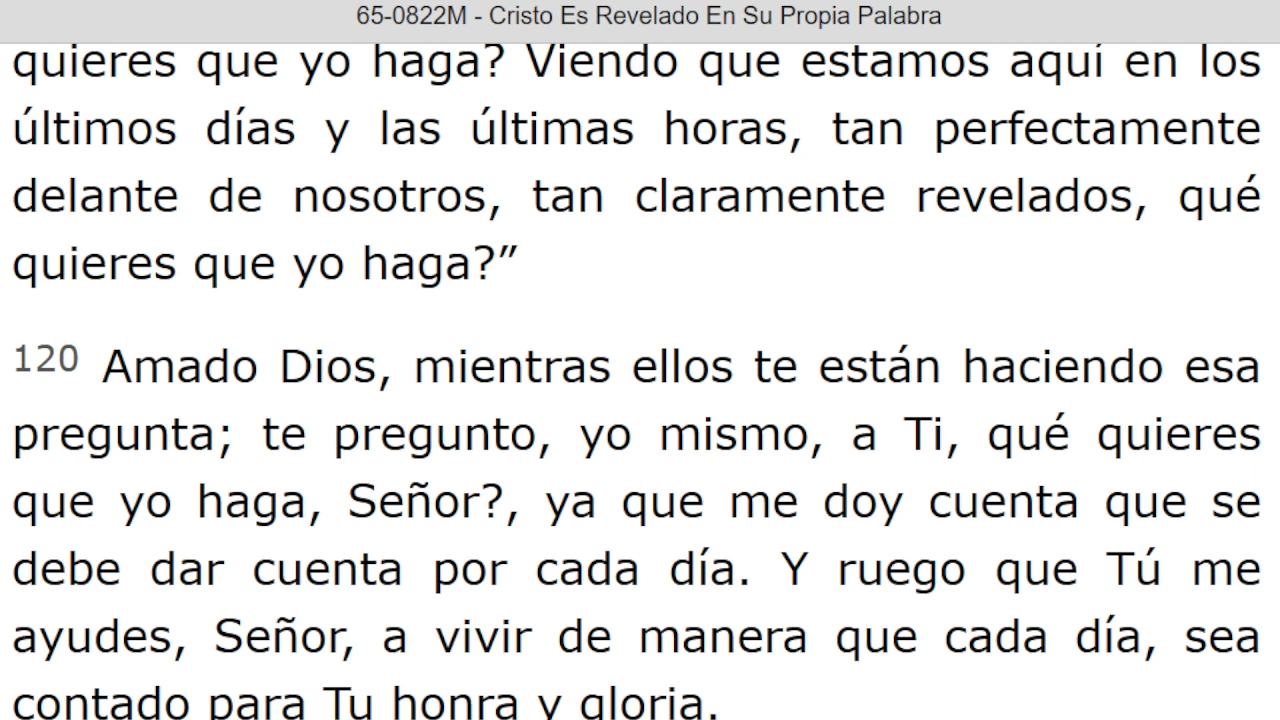 65-0822M - Cristo Es Revelado En Su Propia Palabra
quieres que yo haga? Viendo que estamos aquí en los
últimos días y las últimas horas, tan perfectamente
delante de nosotros, tan claramente revelados, qué
quieres que yo haga?”
120 Amado Dios, mientras ellos te están haciendo esa
pregunta; te pregunto, yo mismo, a Ti, qué quieres
que yo haga, Señor?, ya que me doy cuenta que se
debe dar cuenta por cada día. Y ruego que Tú me
ayudes, Señor, a vivir de manera que cada día, sea
contado para Tu honra y gloria.